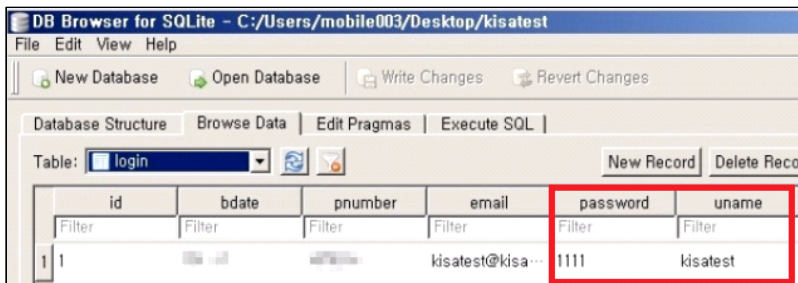 DB Browser for SQLite - C:/Users/mobile003/Desktop/kisatest
File Edit View Help
New Database Open Database Write Changes Revert Changes
Database Structure Browse Data Edit Pragmas Execute SQL
Table: login New Record Delete Reco
id bdate pnumber email password uname
Filter Filter Filter Filter Filter Filter
1 1 kisatest@kisa... 1111 kisatest